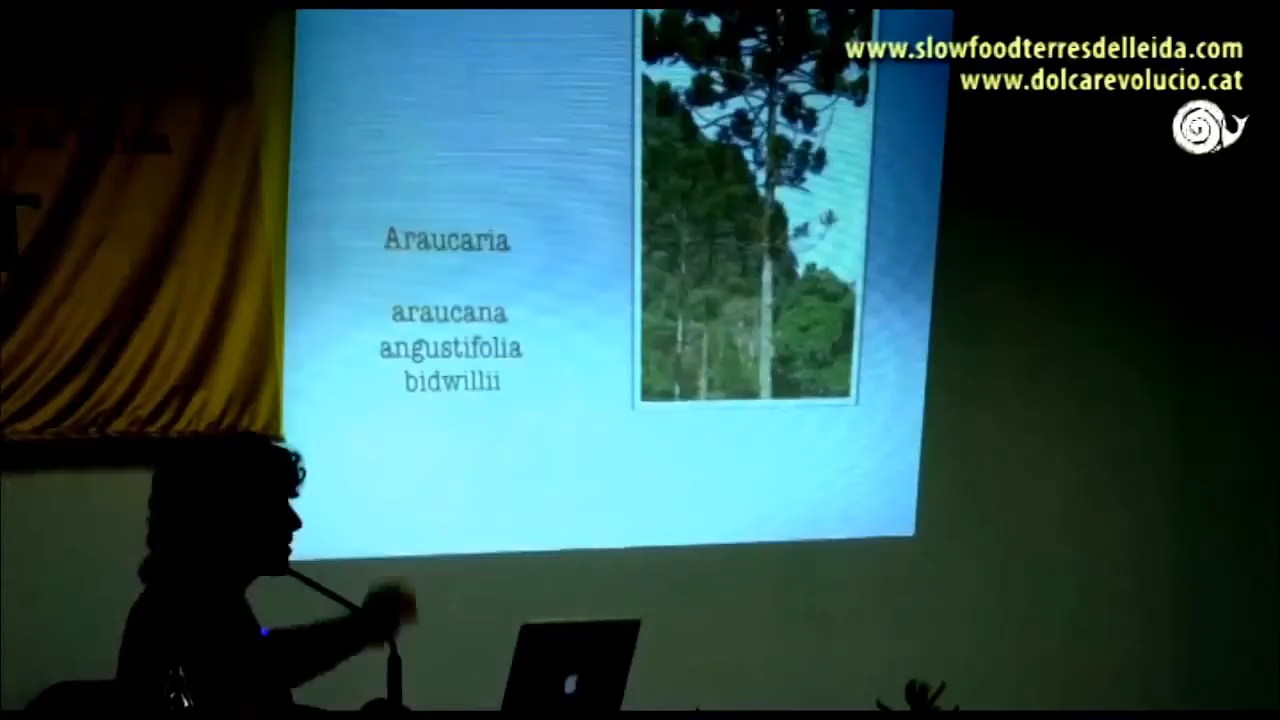 www.slowfoodterresdelleida.com
www.dolcarevolucio.cat
Araucaria
araucana
angustifolia
bidwillii